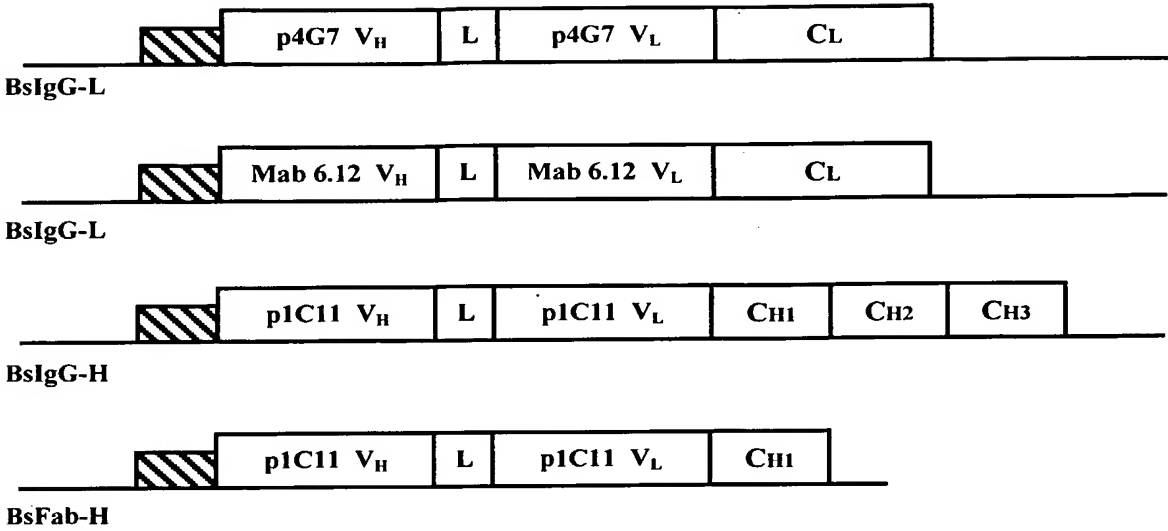 p4G7 VH L p4G7 VL CL
BsIgG-L
Mab 6.12 VH L Mab 6.12 VL CL
BsIgG-L
p1C11 VH L p1C11 VL CH1 CH2 CH3
BsIgG-H
p1C11 VH L p1C11 VL CH1
BsFab-H